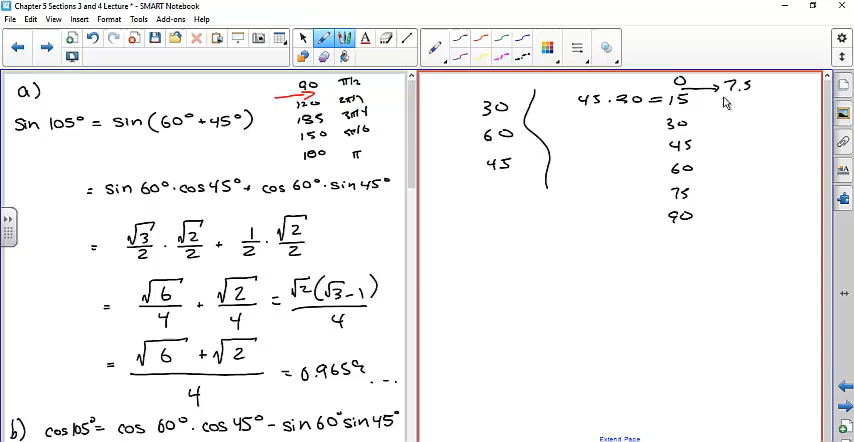 Chapter 5 Sections 3 and 4 Lecture * - SMART Notebook
File Edit View Insert Format Tools Add-ons Help
a)
90 π/2
120 2π/3
135 3π/4
150 5π/6
180 π
sin 105° = sin(60° + 45°)
= sin 60° · cos 45° + cos 60° · sin 45°
= √3/2 · √2/2 + 1/2 · √2/2
= √6/4 + √2/4 = √2(√3-1)/4
= √6 + √2/4 = 0.9659...
b) cos 105° = cos 60° · cos 45° - sin 60° sin 45°
30
60
45
0 → 7.5
45 - 30 = 15
30
45
60
75
90
Extend Page